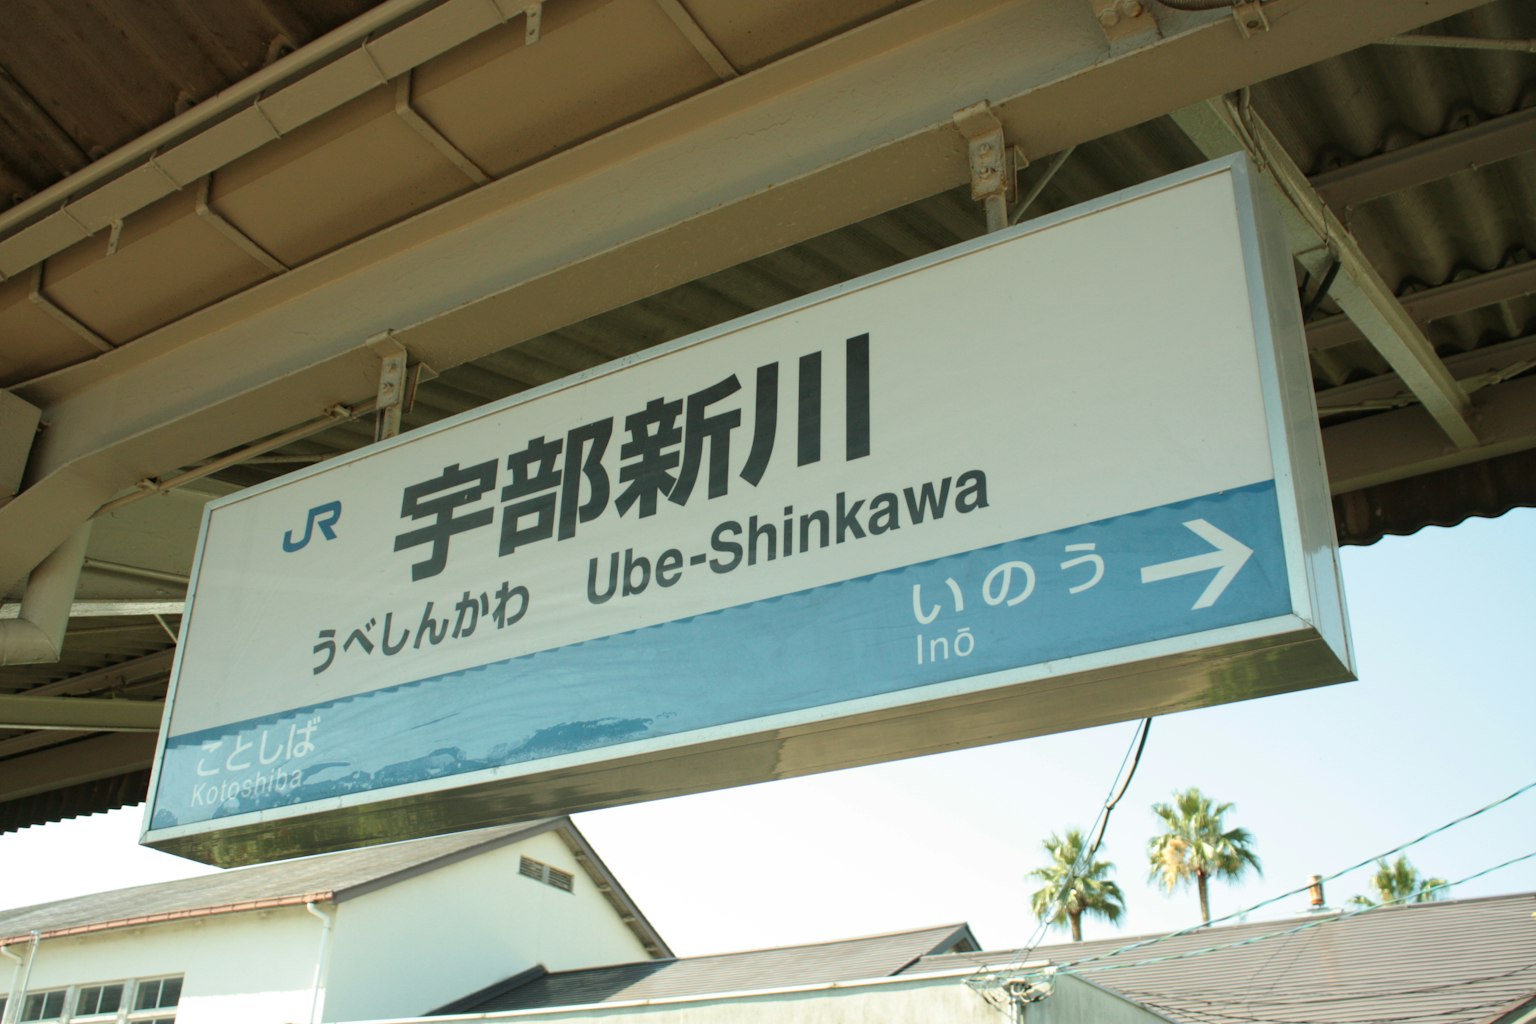 JR 宇部新川
うべしんかわ Ube-Shinkawa
いのう →
Inō
ことしば
Kotoshiba